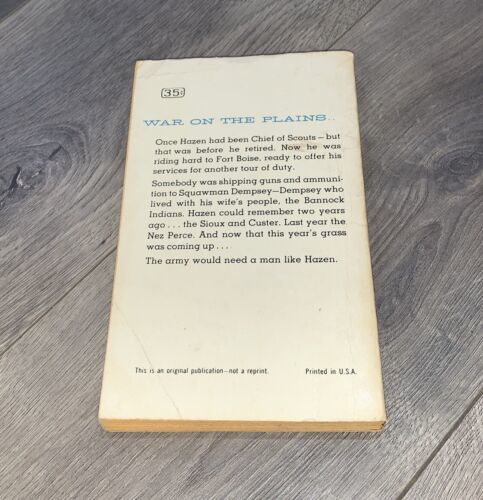 35¢
WAR ON THE PLAINS..
Once Hazen had been Chief of Scouts—but
that was before he retired. Now he was
riding hard to Fort Boise, ready to offer his
services for another tour of duty.
Somebody was shipping guns and ammuni-
tion to Squawman Dempsey—Dempsey who
lived with his wife's people, the Bannock
Indians. Hazen could remember two years
ago . . . the Sioux and Custer. Last year the
Nez Perce. And now that this year's grass
was coming up . . .
The army would need a man like Hazen.
This is an original publication—not a reprint.
Printed in U.S.A.